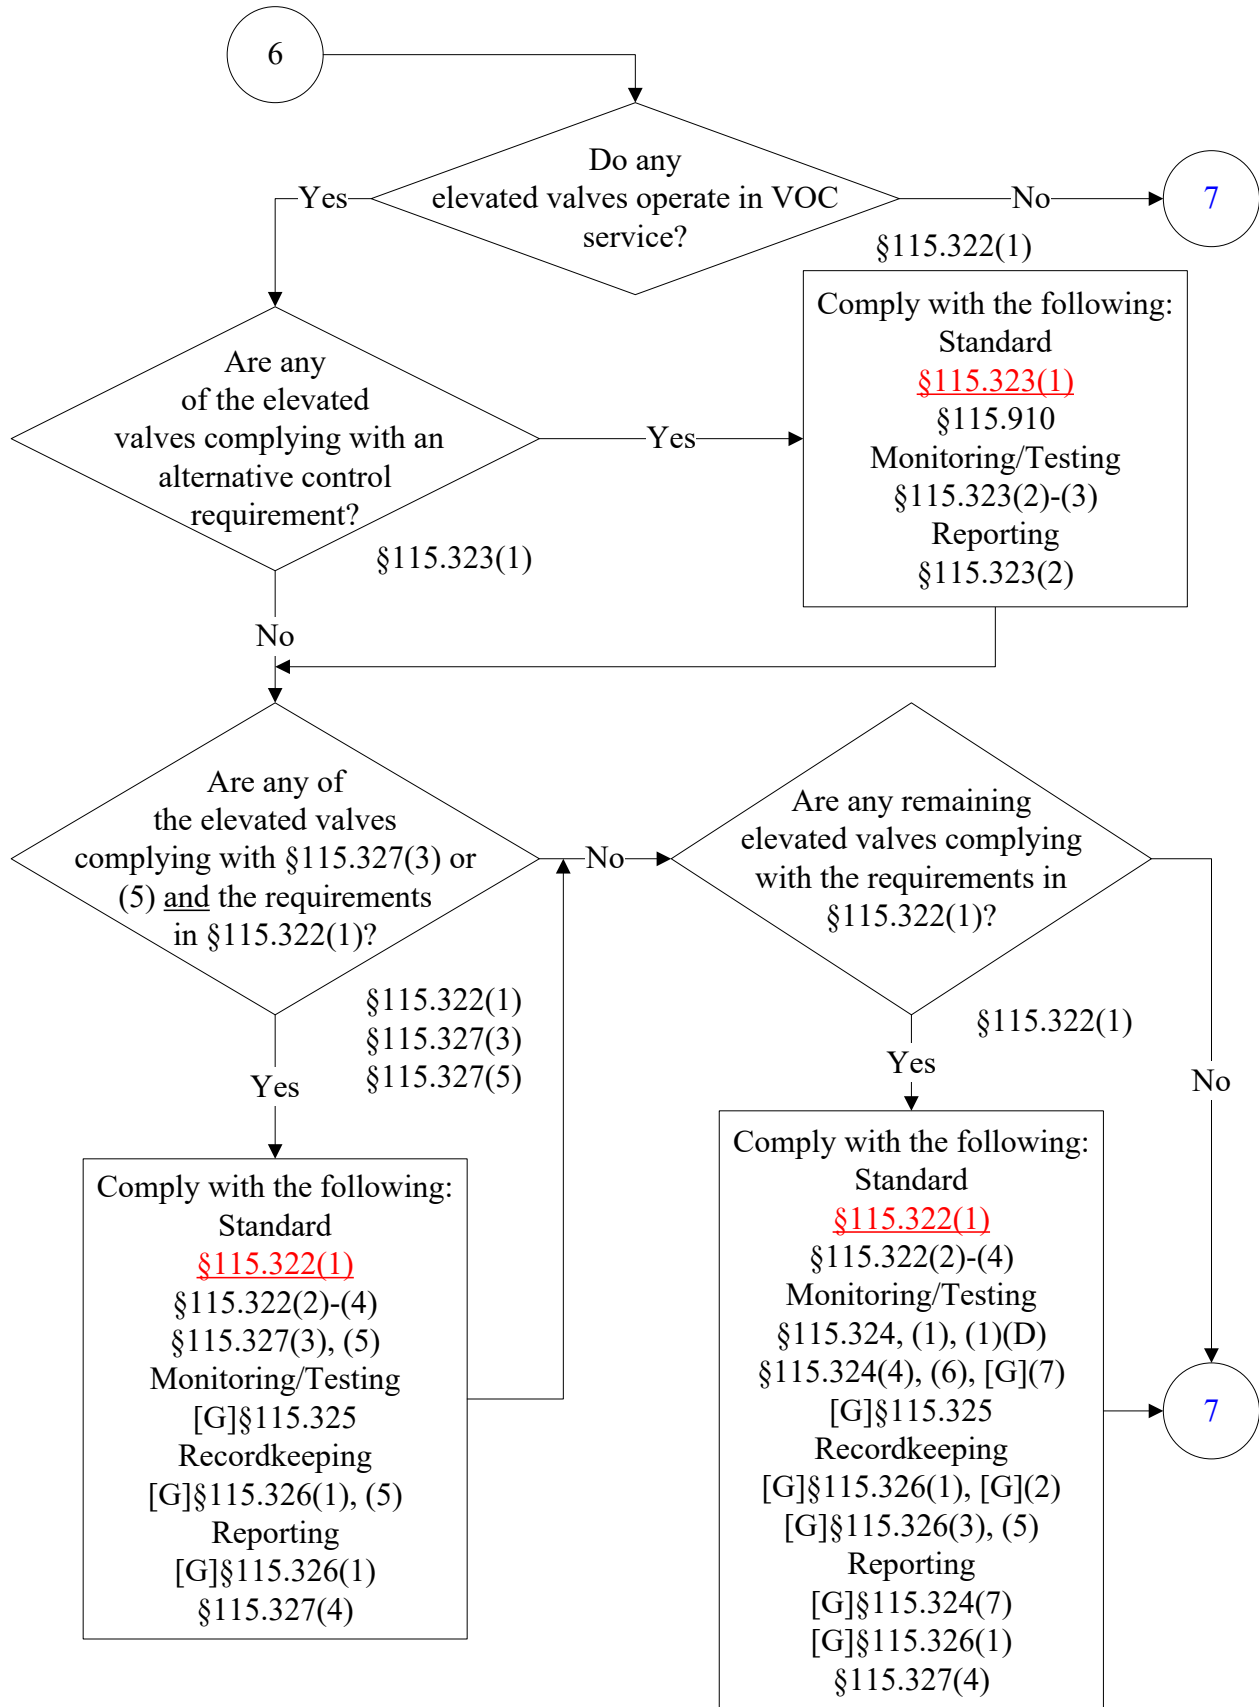 6
Do any
elevated valves operate in VOC
service?
Yes
No
7
§115.322(1)
Are any
of the elevated
valves complying with an
alternative control
requirement?
Yes
§115.323(1)
No
Comply with the following:
Standard
§115.323(1)
§115.910
Monitoring/Testing
§115.323(2)-(3)
Reporting
§115.323(2)
Are any of
the elevated valves
complying with §115.327(3) or
(5) and the requirements
in §115.322(1)?
No
§115.322(1)
§115.327(3)
§115.327(5)
Yes
Are any remaining
elevated valves complying
with the requirements in
§115.322(1)?
§115.322(1)
Yes
No
Comply with the following:
Standard
§115.322(1)
§115.322(2)-(4)
§115.327(3), (5)
Monitoring/Testing
[G]§115.325
Recordkeeping
[G]§115.326(1), (5)
Reporting
[G]§115.326(1)
§115.327(4)
Comply with the following:
Standard
§115.322(1)
§115.322(2)-(4)
Monitoring/Testing
§115.324, (1), (1)(D)
§115.324(4), (6), [G](7)
[G]§115.325
Recordkeeping
[G]§115.326(1), [G](2)
[G]§115.326(3), (5)
Reporting
[G]§115.324(7)
[G]§115.326(1)
§115.327(4)
7